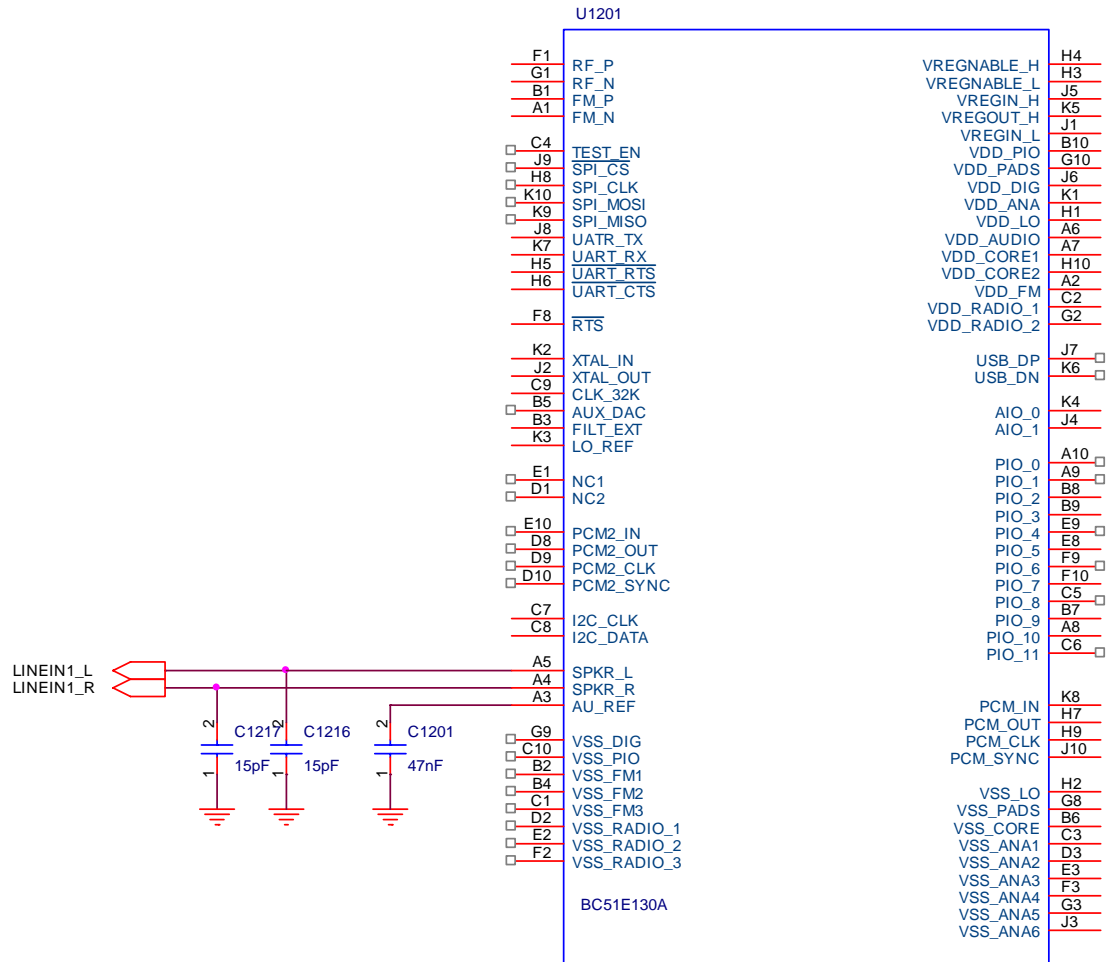 U1201
F1 RF_P VREGNABLE_H H4
G1 RF_N VREGNABLE_L H3
B1 FM_P VREGIN_H J5
A1 FM_N VREGOUT_H K5
VREGIN_L J1
C4 TEST_EN VDD_PIO B10
J9 SPI_CS VDD_PADS G10
H8 SPI_CLK VDD_DIG J6
K10 SPI_MOSI VDD_ANA K1
K9 SPI_MISO VDD_LO H1
J8 UATR_TX VDD_AUDIO A6
K7 UART_RX VDD_CORE1 A7
H5 UART_RTS VDD_CORE2 H10
H6 UART_CTS VDD_FM A2
VDD_RADIO_1 C2
F8 RTS VDD_RADIO_2 G2
K2 XTAL_IN USB_DP J7
J2 XTAL_OUT USB_DN K6
C9 CLK_32K
B5 AUX_DAC AIO_0 K4
B3 FILT_EXT AIO_1 J4
K3 LO_REF
PIO_0 A10
E1 NC1 PIO_1 A9
D1 NC2 PIO_2 B8
PIO_3 B9
E10 PCM2_IN PIO_4 E9
D8 PCM2_OUT PIO_5 E8
D9 PCM2_CLK PIO_6 F9
D10 PCM2_SYNC PIO_7 F10
PIO_8 C5
C7 I2C_CLK PIO_9 B7
C8 I2C_DATA PIO_10 A8
PIO_11 C6
LINEIN1_L A5 SPKR_L
LINEIN1_R A4 SPKR_R
A3 AU_REF PCM_IN K8
PCM_OUT H7
2 C1217 2 C1216 2 C1201 G9 VSS_DIG PCM_CLK H9
C10 VSS_PIO PCM_SYNC J10
1 15pF 1 15pF 1 47nF B2 VSS_FM1
B4 VSS_FM2 VSS_LO H2
C1 VSS_FM3 VSS_PADS G8
D2 VSS_RADIO_1 VSS_CORE B6
E2 VSS_RADIO_2 VSS_ANA1 C3
F2 VSS_RADIO_3 VSS_ANA2 D3
VSS_ANA3 E3
VSS_ANA4 F3
BC51E130A VSS_ANA5 G3
VSS_ANA6 J3